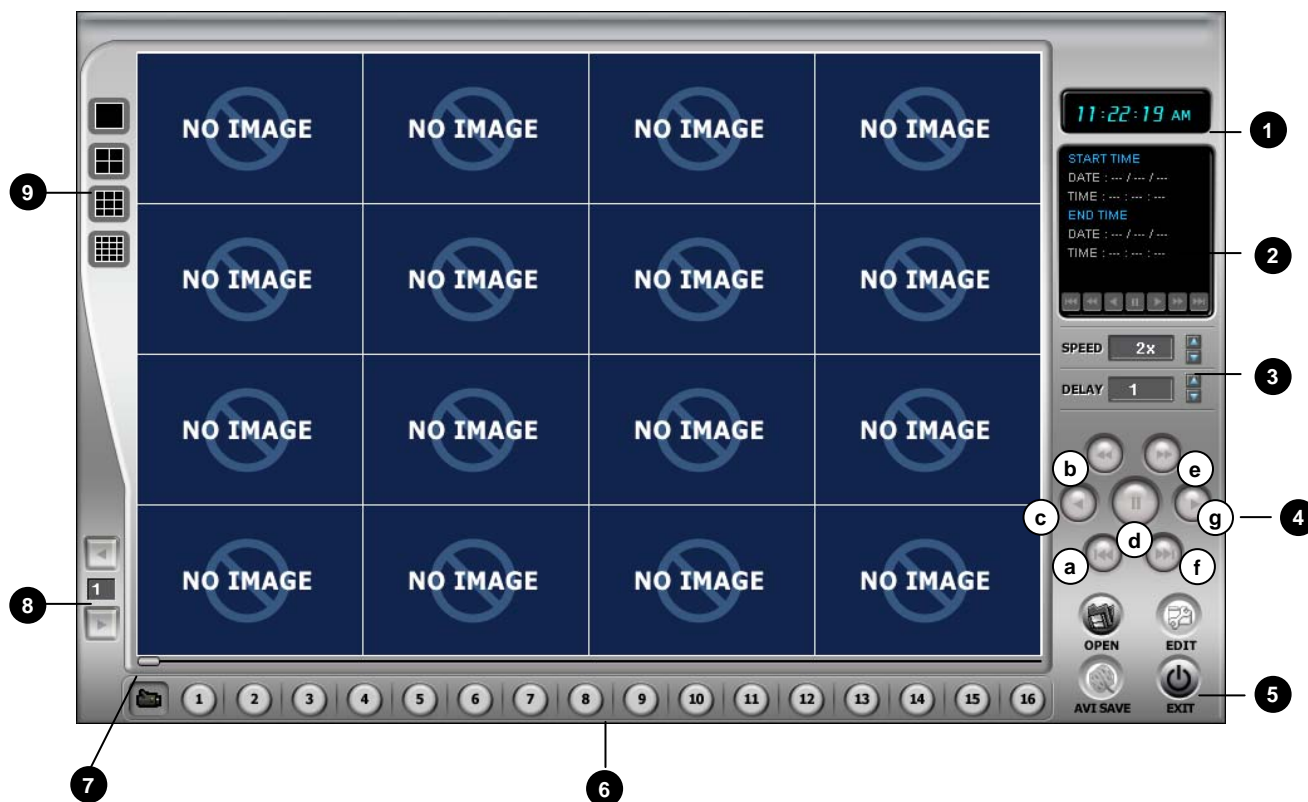 NO IMAGE NO IMAGE NO IMAGE NO IMAGE
NO IMAGE NO IMAGE NO IMAGE NO IMAGE
NO IMAGE NO IMAGE NO IMAGE NO IMAGE
NO IMAGE NO IMAGE NO IMAGE NO IMAGE
9
1
8
7
1 2 3 4 5 6 7 8 9 10 11 12 13 14 15 16
6
11:22:19 AM
1
START TIME
DATE : --- / --- / ---
TIME : --- : --- : ---
END TIME
DATE : --- / --- / ---
TIME : --- : --- : ---
2
SPEED 2x
3
DELAY 1
b e
c d g 4
a f
OPEN EDIT
AVI SAVE EXIT
5